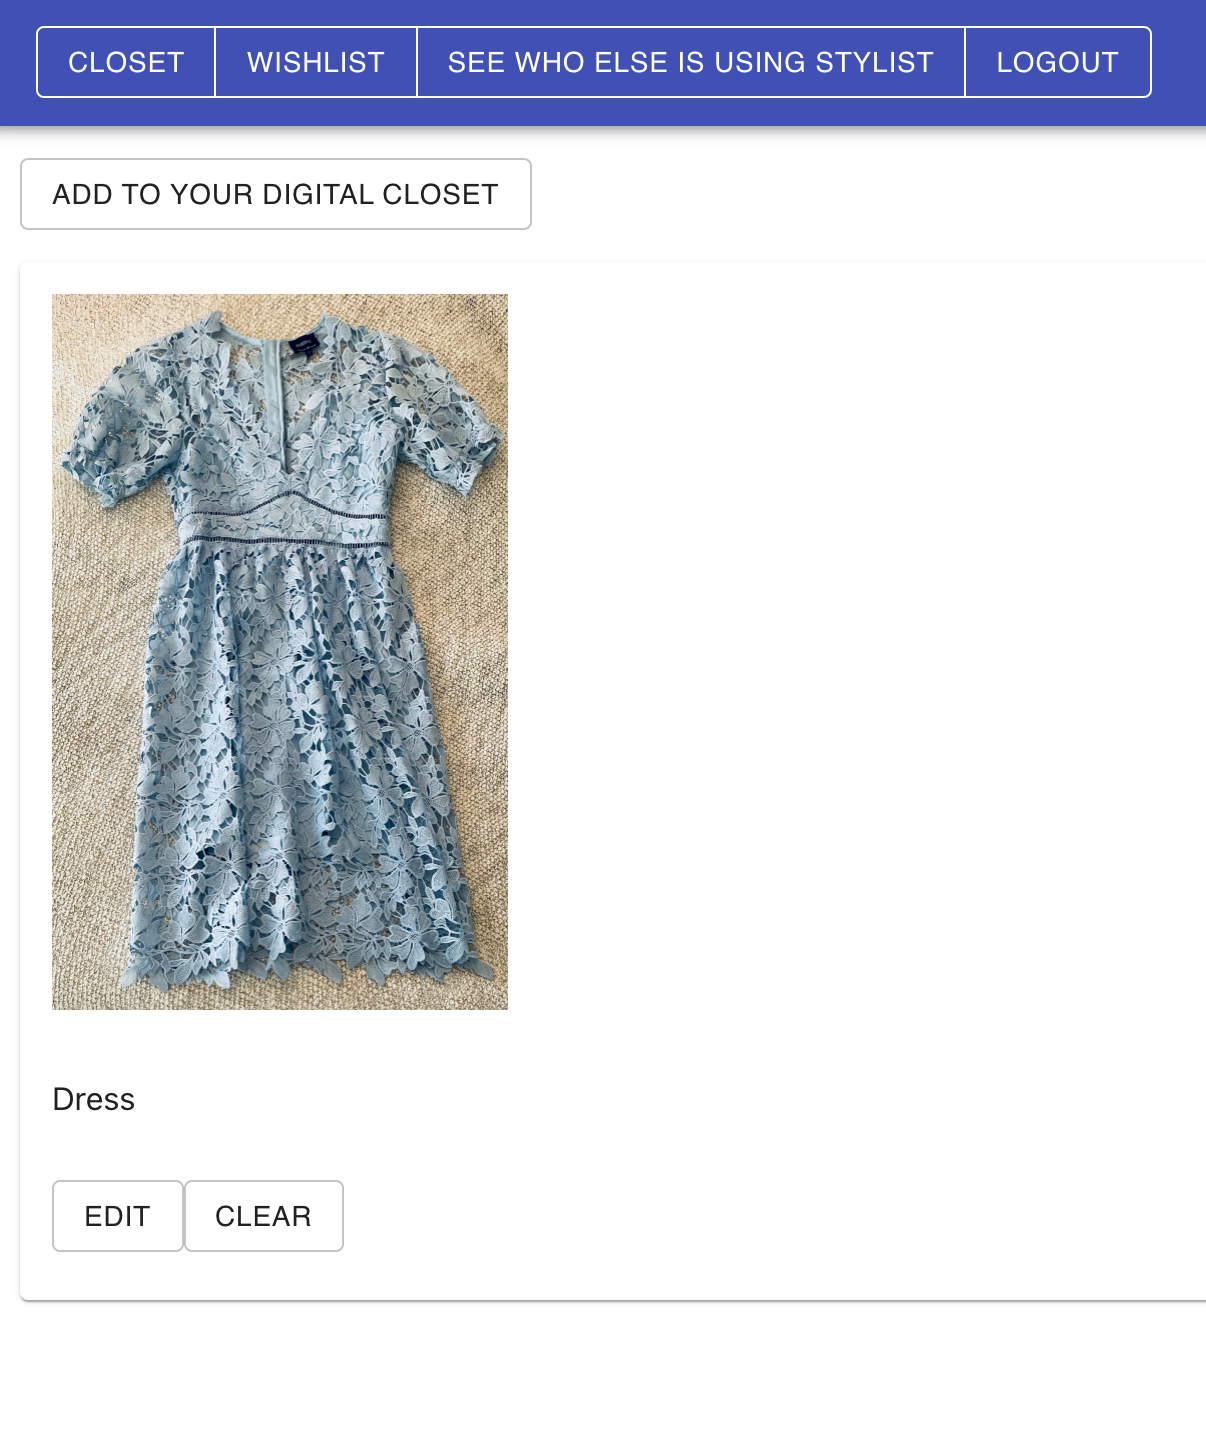 CLOSET WISHLIST SEE WHO ELSE IS USING STYLIST LOGOUT
ADD TO YOUR DIGITAL CLOSET
Dress
EDIT CLEAR